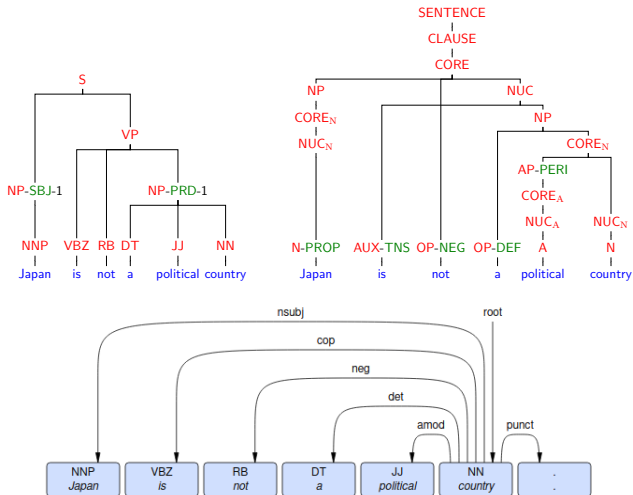 S
VP
NP-SBJ-1 NP-PRD-1
NNP VBZ RB DT JJ NN
Japan is not a political country
SENTENCE
CLAUSE
CORE
NP NUC
CORE_N NP
NUC_N CORE_N
AP-PERI
CORE_A
NUC_A NUC_N
N-PROP AUX-TNS OP-NEG OP-DEF A N
Japan is not a political country
nsubj root
cop
neg
det
amod punct
NNP VBZ RB DT JJ NN .
Japan is not a political country .